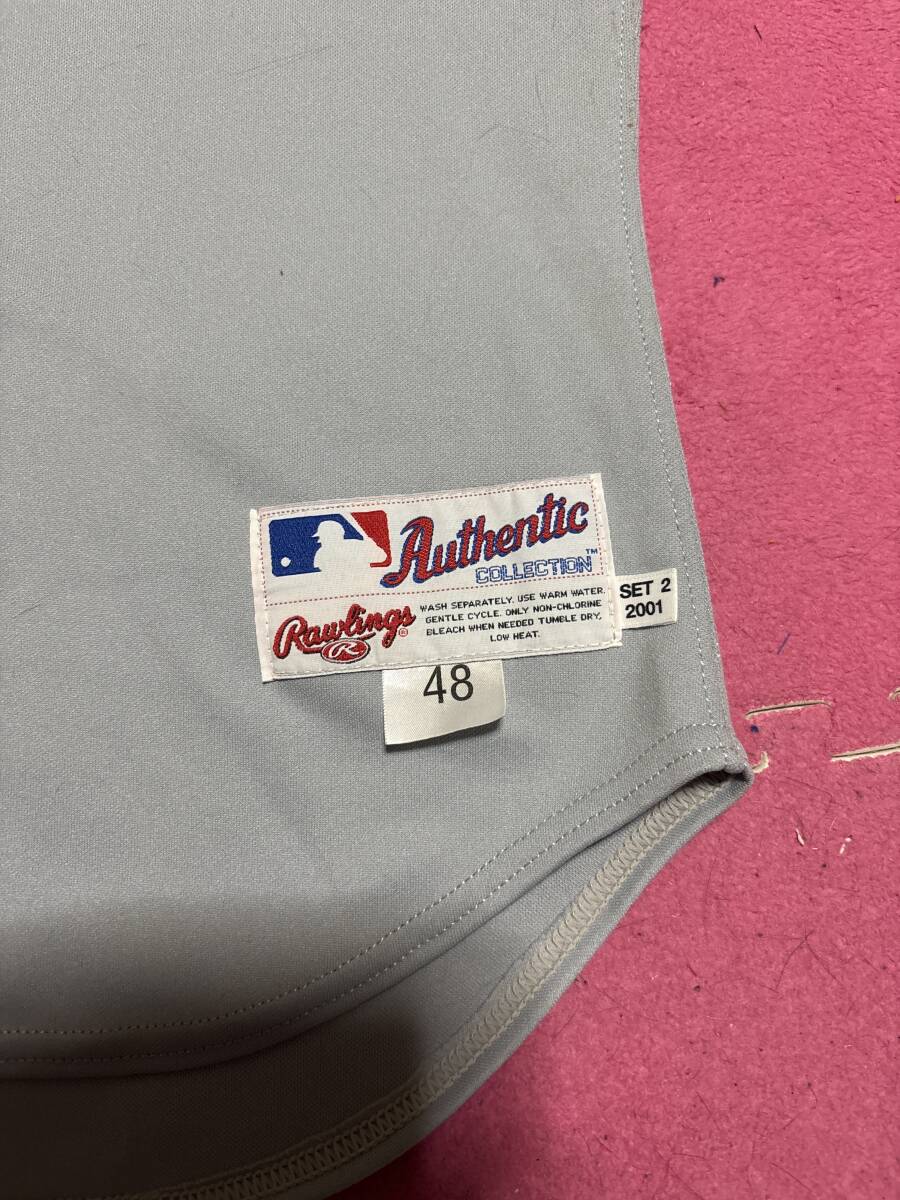 Authentic
COLLECTION™
Rawlings®
R
WASH SEPARATELY. USE WARM WATER.
GENTLE CYCLE. ONLY NON-CHLORINE
BLEACH WHEN NEEDED TUMBLE DRY,
LOW HEAT.
SET 2
2001
48